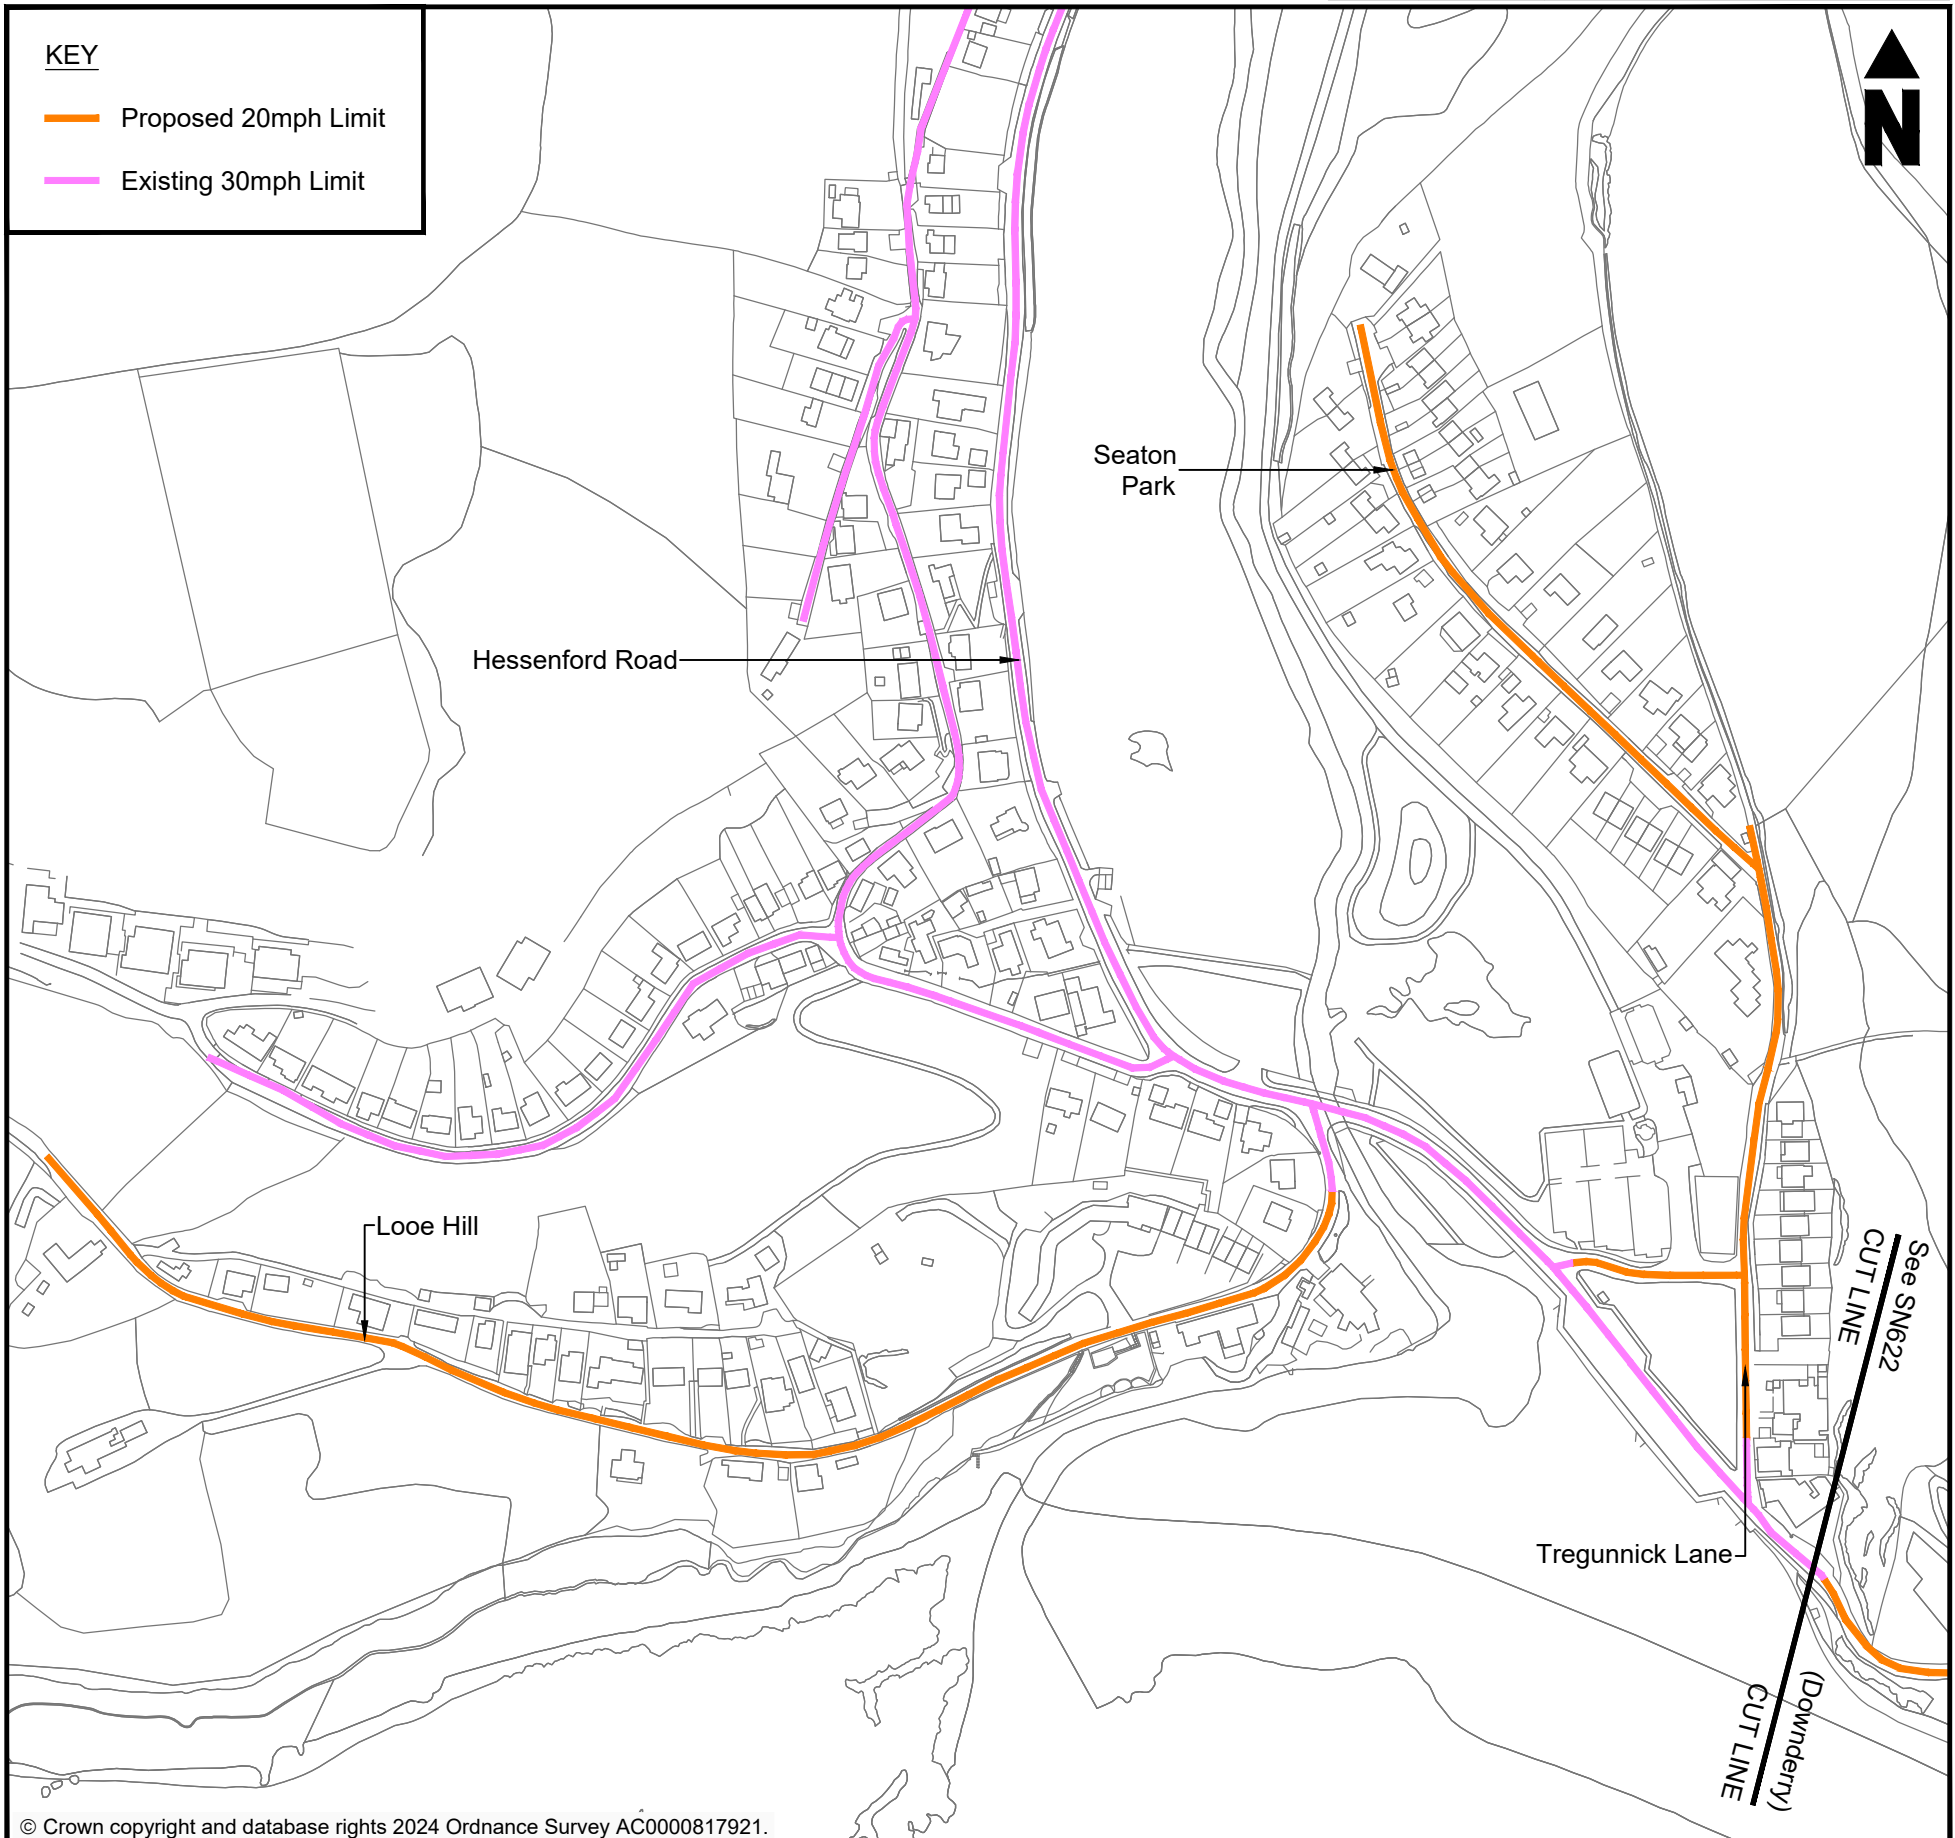 KEY
Proposed 20mph Limit
Existing 30mph Limit
N
Seaton
Park
Hessenford Road
Looe Hill
See SN622
CUT LINE
Tregunnick Lane
(Downderry)
CUT LINE
© Crown copyright and database rights 2024 Ordnance Survey AC0000817921.